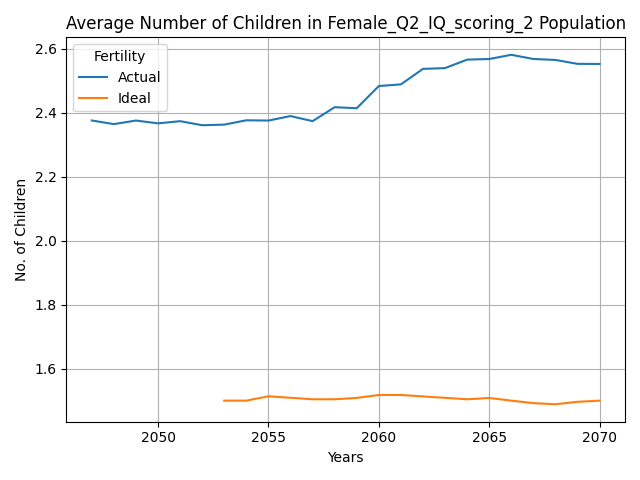 Average Number of Children in Female_Q2_IQ_scoring_2 Population
Fertility
Actual
Ideal
2.6
2.4
2.2
2.0
1.8
1.6
No. of Children
2050
2055
2060
2065
2070
Years